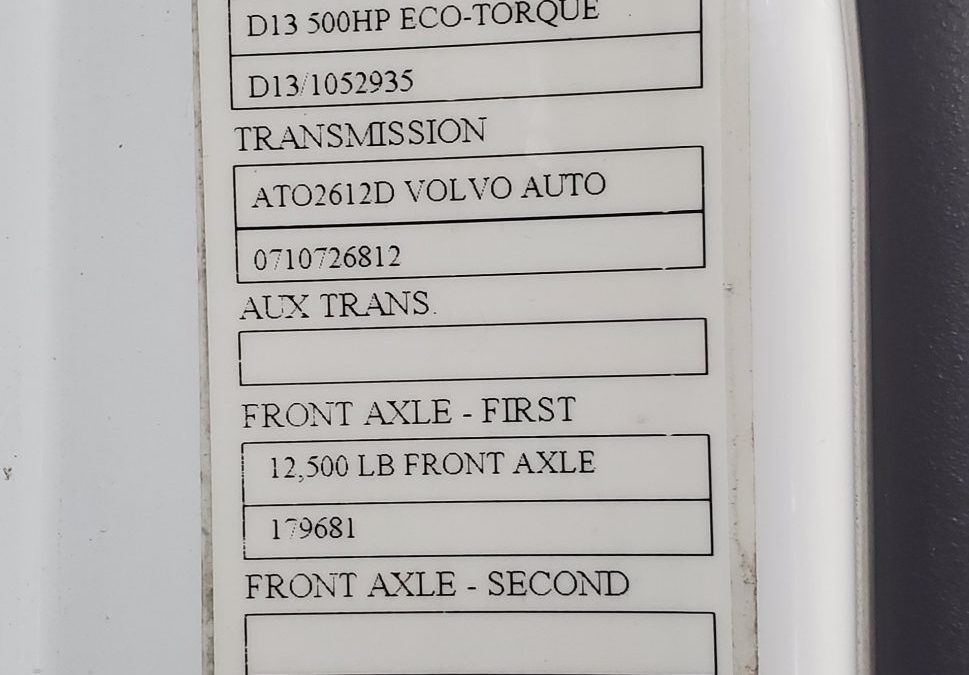 D13 500HP ECO-TORQUE
D13/1052935
TRANSMISSION
ATO2612D VOLVO AUTO
0710726812
AUX TRANS.
FRONT AXLE - FIRST
12,500 LB FRONT AXLE
179681
FRONT AXLE - SECOND